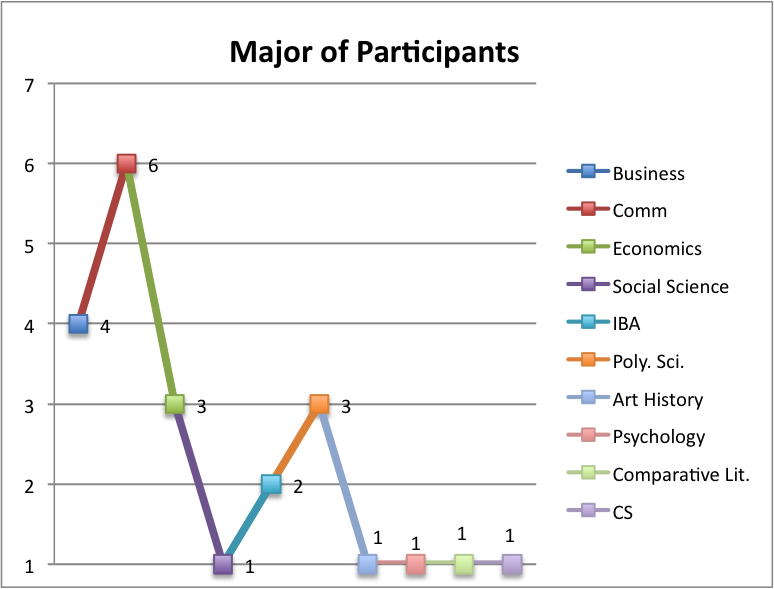 Major of Participants
7
6
5
4
3
2
1
4
6
3
1
2
3
1
1
1
1
Business
Comm
Economics
Social Science
IBA
Poly. Sci.
Art History
Psychology
Comparative Lit.
CS